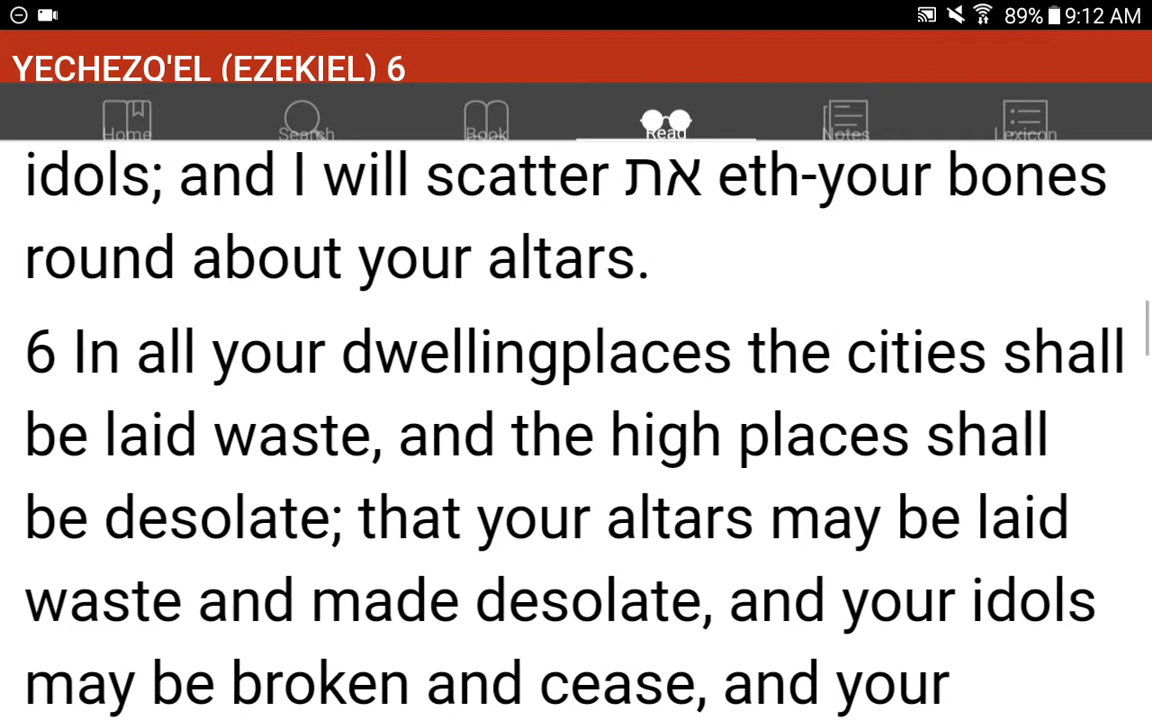 89% 9:12 AM
YECHEZQ'EL (EZEKIEL) 6
Home Search Book Read Notes Lexicon
idols; and I will scatter את eth-your bones
round about your altars.
6 In all your dwellingplaces the cities shall
be laid waste, and the high places shall
be desolate; that your altars may be laid
waste and made desolate, and your idols
may be broken and cease, and your